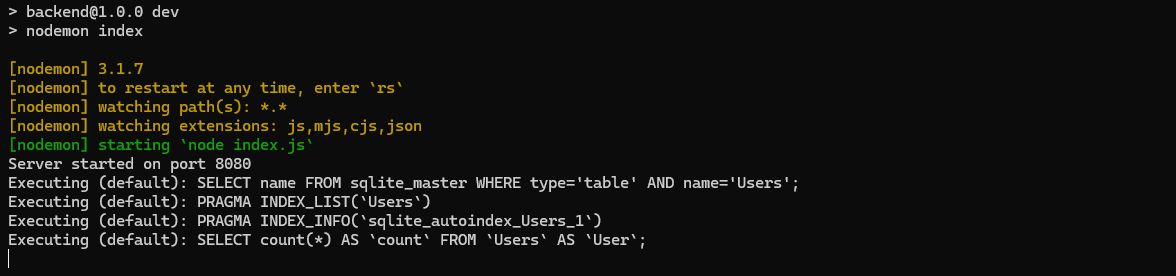 > backend@1.0.0 dev
> nodemon index
[nodemon] 3.1.7
[nodemon] to restart at any time, enter `rs`
[nodemon] watching path(s): *.*
[nodemon] watching extensions: js,mjs,cjs,json
[nodemon] starting `node index.js`
Server started on port 8080
Executing (default): SELECT name FROM sqlite_master WHERE type='table' AND name='Users';
Executing (default): PRAGMA INDEX_LIST(`Users`)
Executing (default): PRAGMA INDEX_INFO(`sqlite_autoindex_Users_1`)
Executing (default): SELECT count(*) AS `count` FROM `Users` AS `User`;